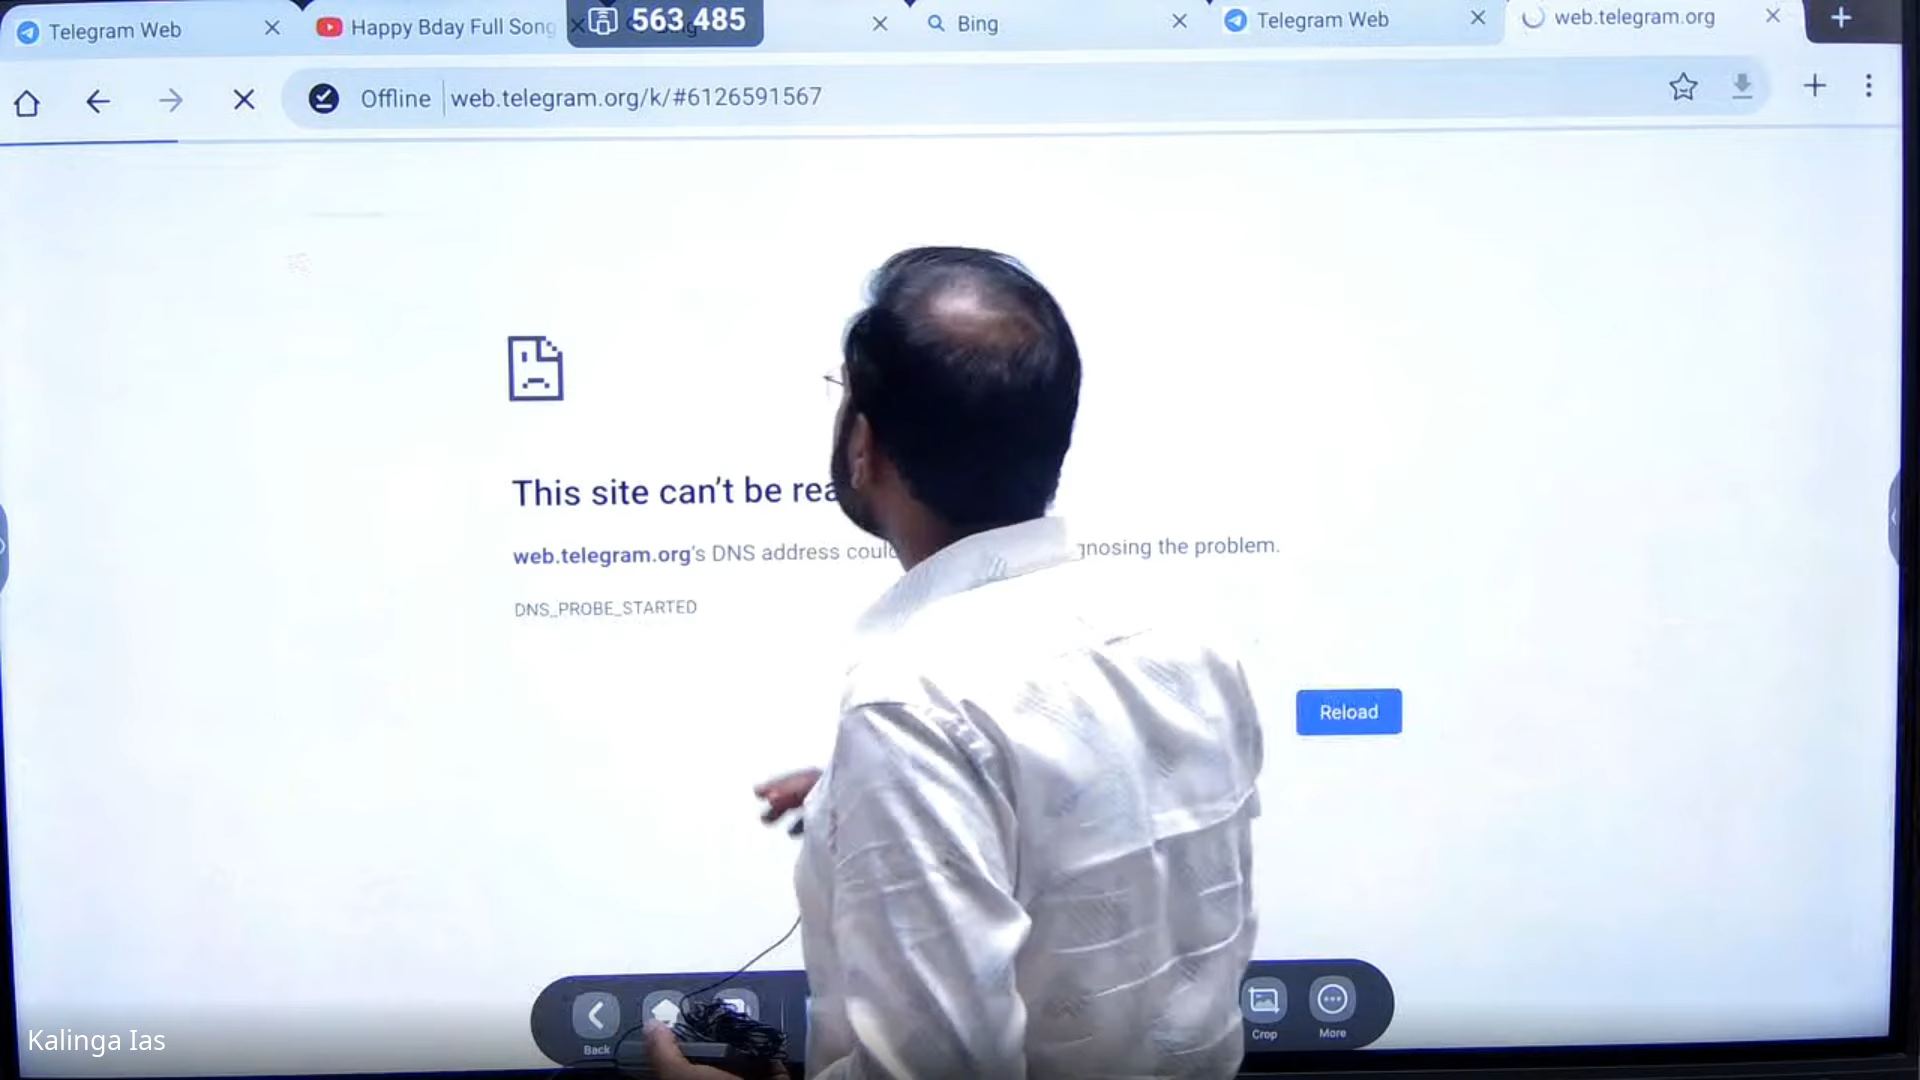 Telegram Web
Happy Bday Full Song
563 485
Bing
Telegram Web
web.telegram.org
Offline
web.telegram.org/k/#6126591567
This site can't be rea
web.telegram.org's DNS address could gnosing the problem.
DNS_PROBE_STARTED
Reload
Back
Crop
More
Kalinga Ias